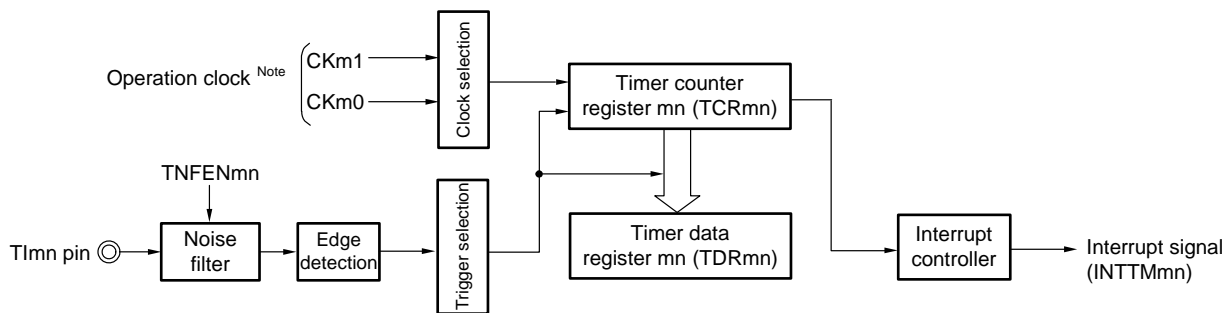 Operation clock Note
CKm1
CKm0
Clock selection
Timer counter
register mn (TCRmn)
TNFENmn
TImn pin
Noise
filter
Edge
detection
Trigger selection
Timer data
register mn (TDRmn)
Interrupt
controller
Interrupt signal
(INTTMmn)